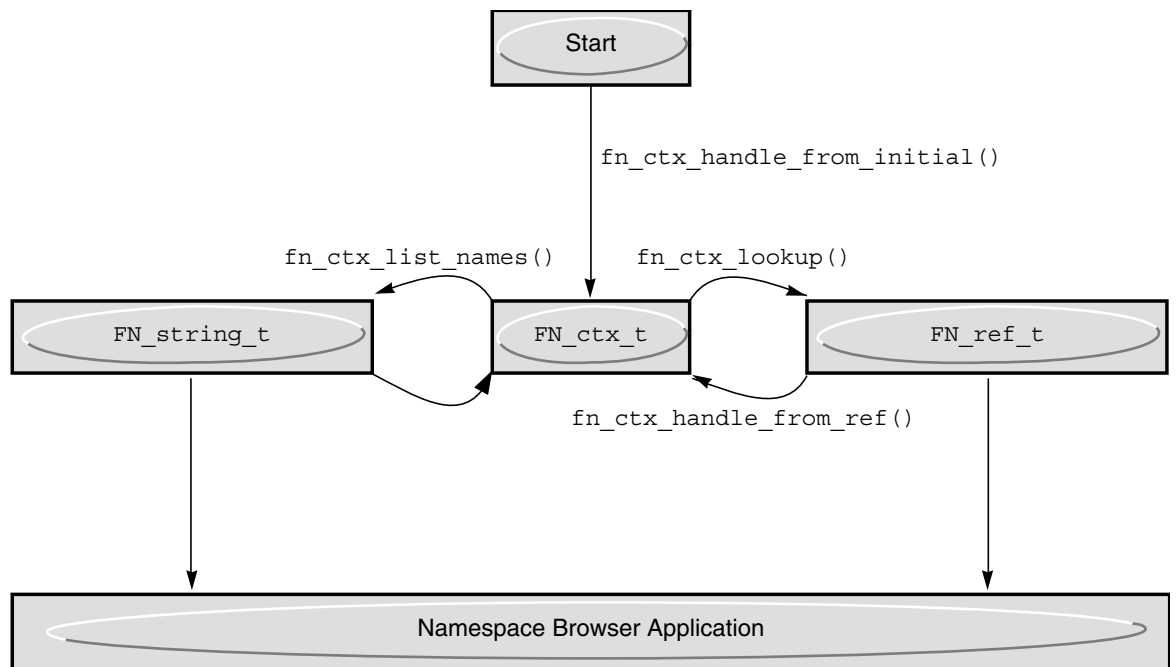 Start
fn_ctx_handle_from_initial()
fn_ctx_list_names()
fn_ctx_lookup()
FN_string_t
FN_ctx_t
FN_ref_t
fn_ctx_handle_from_ref()
Namespace Browser Application